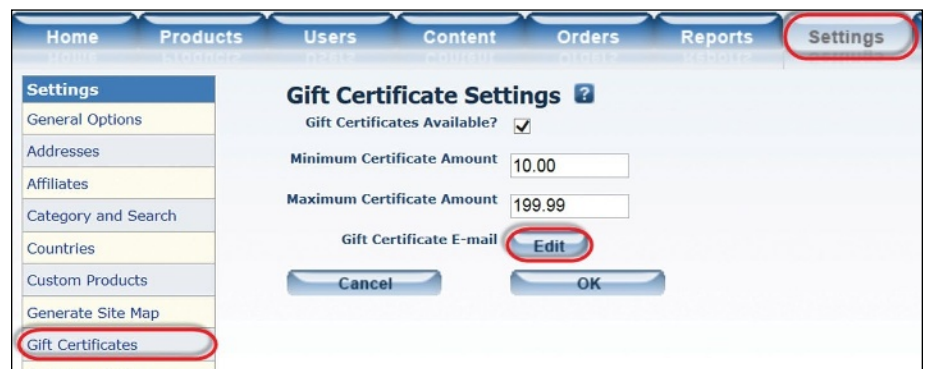 Home Products Users Content Orders Reports Settings
Settings
General Options
Addresses
Affiliates
Category and Search
Countries
Custom Products
Generate Site Map
Gift Certificates
Gift Certificate Settings ?
Gift Certificates Available?
Minimum Certificate Amount 10.00
Maximum Certificate Amount 199.99
Gift Certificate E-mail Edit
Cancel OK